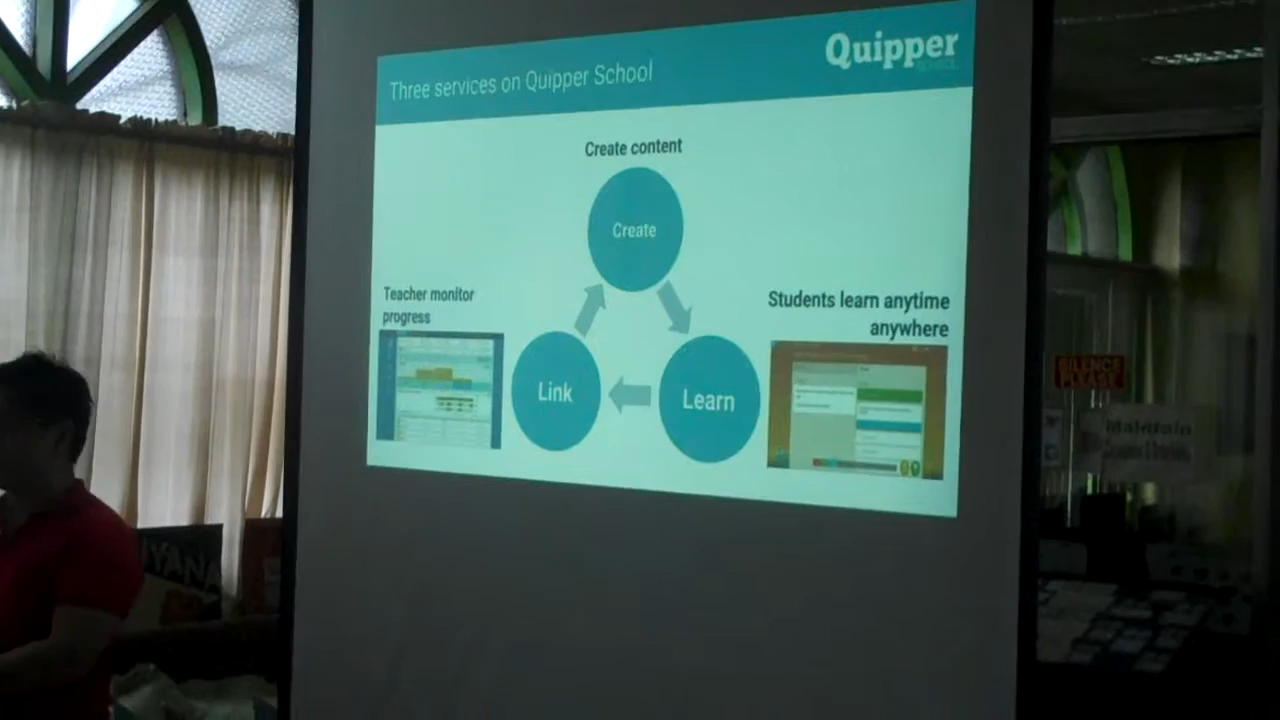 Three services on Quipper School
Quipper
Create content
Create
Teacher monitor
progress
Students learn anytime
anywhere
Link
Learn
SILENCE
PLEASE
Maintain